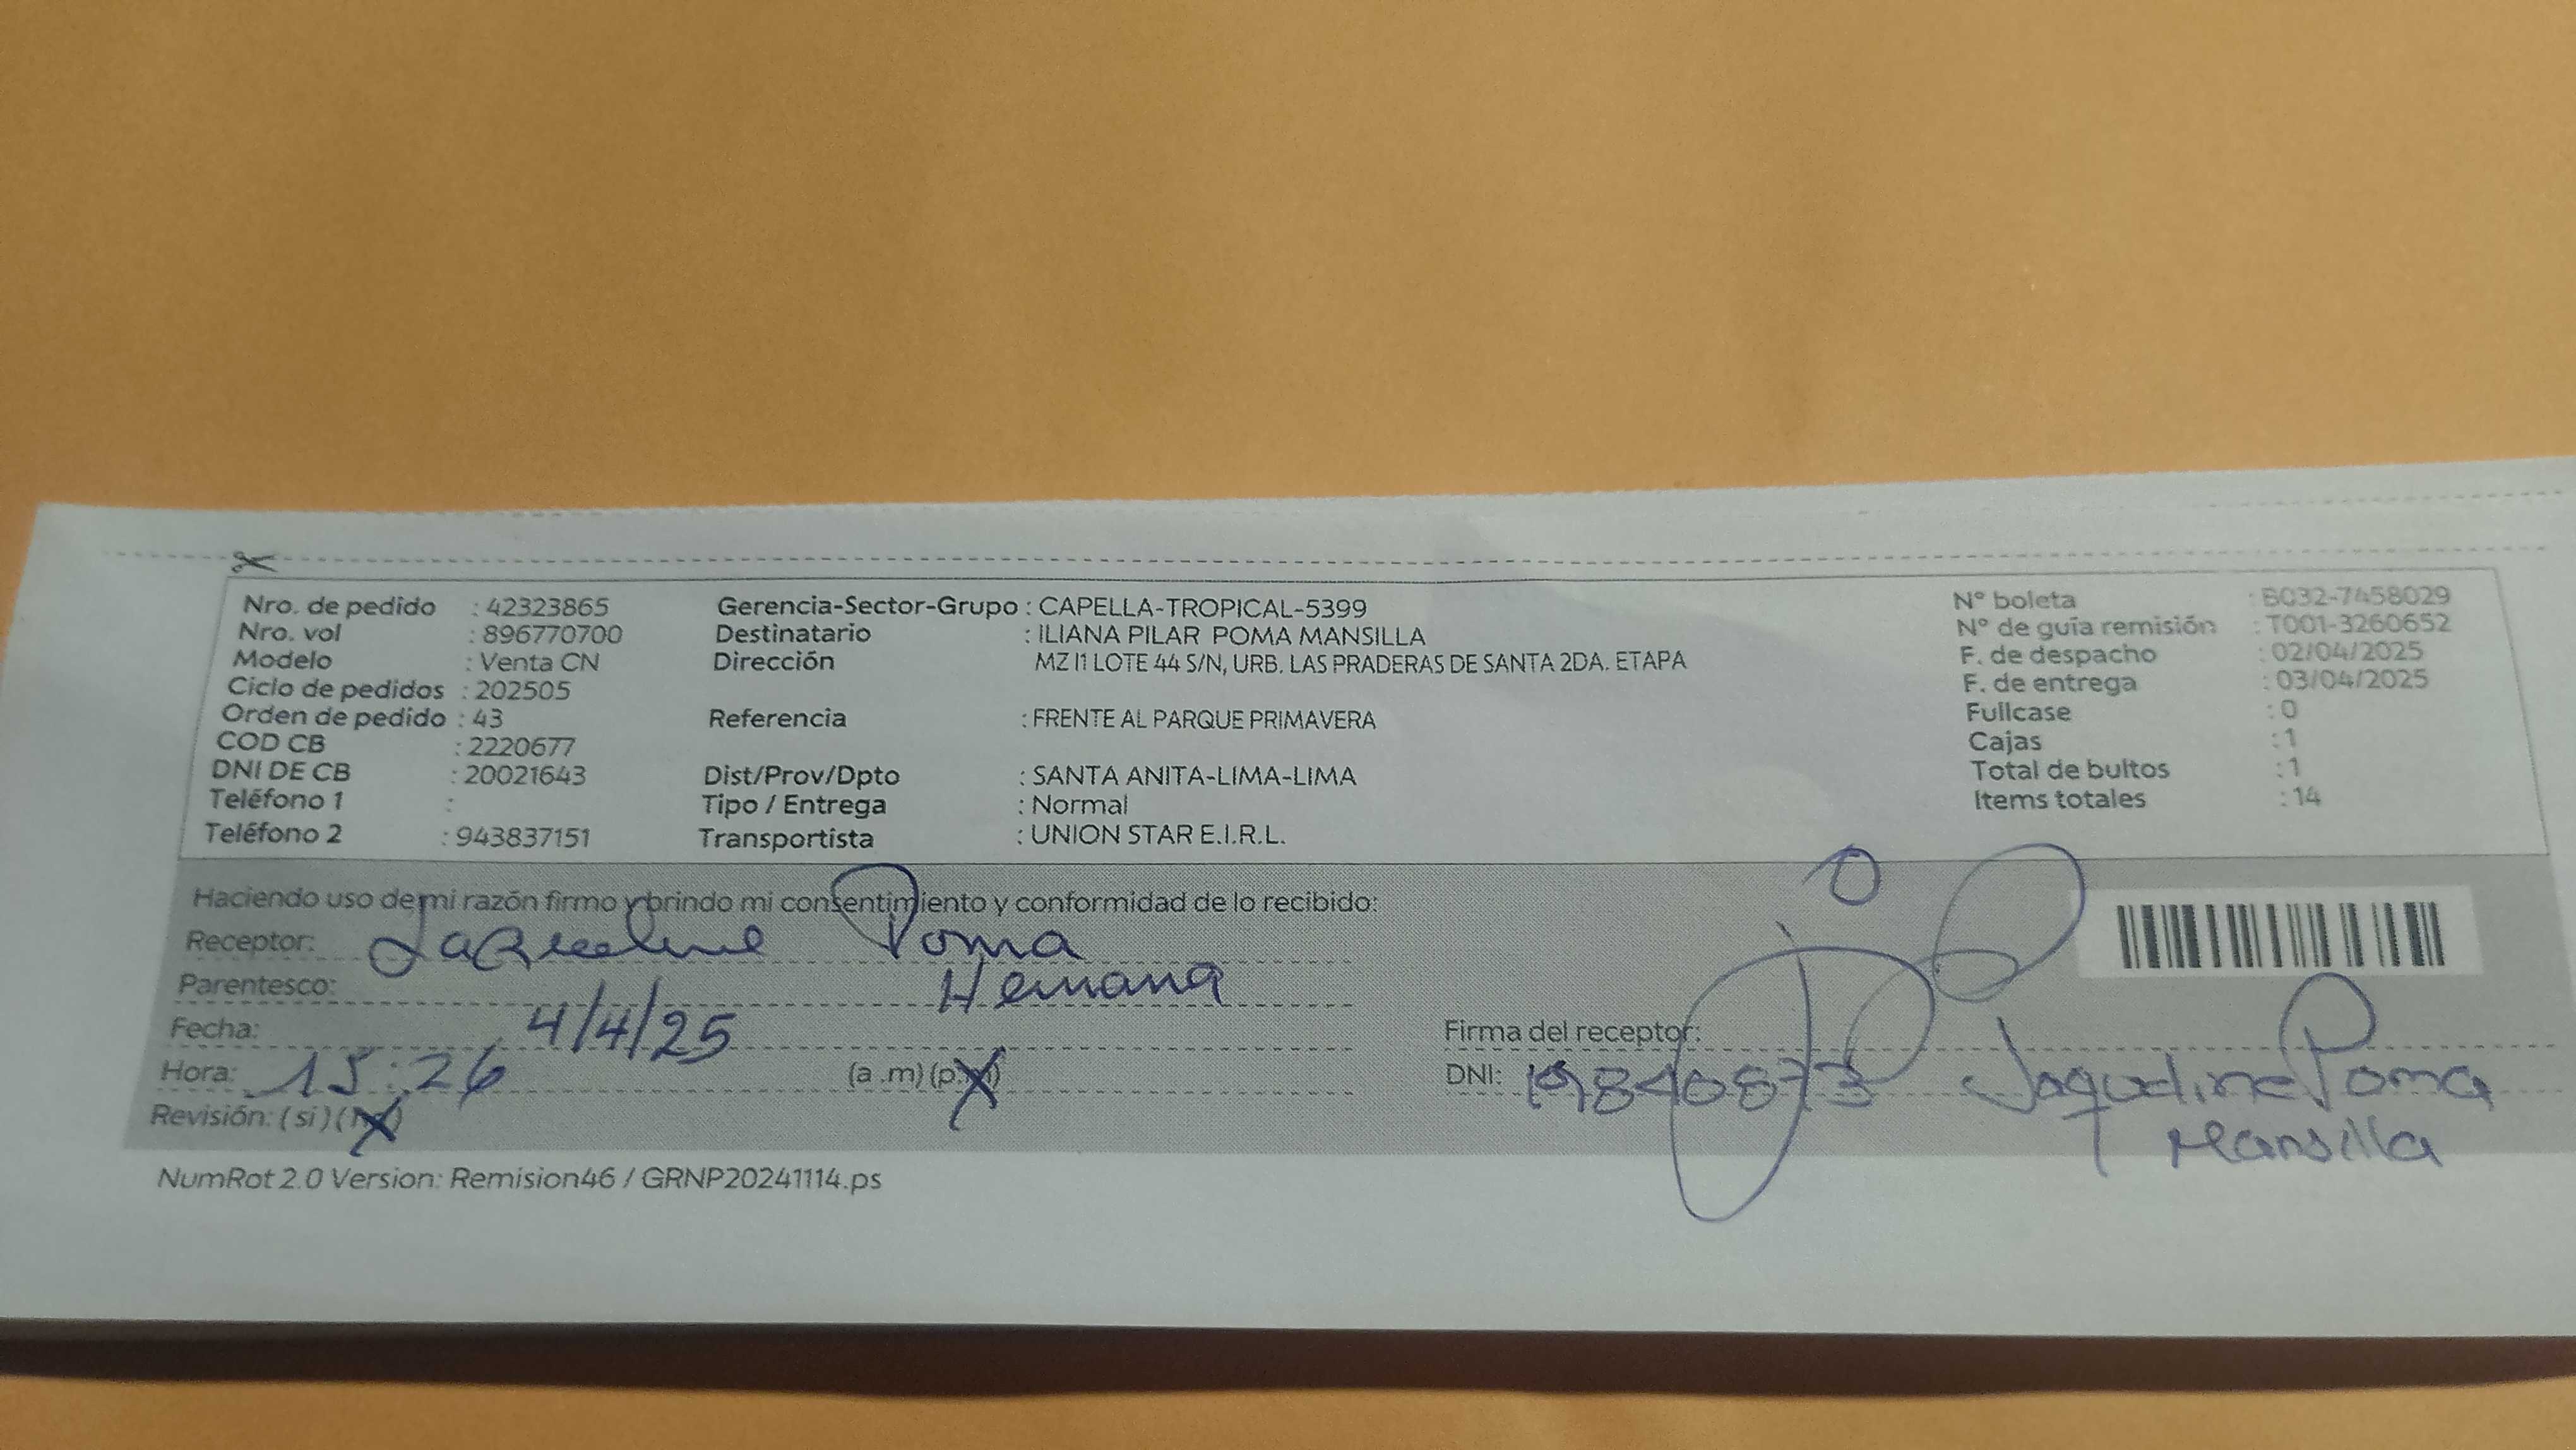 Nro. de pedido : 42323865
Nro. vol : 896770700
Modelo : Venta CN
Ciclo de pedidos : 202505
Orden de pedido : 43
COD CB : 2220677
DNI DE CB : 20021643
Teléfono 1 :
Teléfono 2 : 943837151
Gerencia-Sector-Grupo : CAPELLA-TROPICAL-5399
Destinatario : ILIANA PILAR POMA MANSILLA
Dirección MZ I1 LOTE 44 S/N, URB. LAS PRADERAS DE SANTA 2DA. ETAPA
Referencia : FRENTE AL PARQUE PRIMAVERA
Dist/Prov/Dpto : SANTA ANITA-LIMA-LIMA
Tipo / Entrega : Normal
Transportista : UNION STAR E.I.R.L.
N° boleta : B032-7458029
N° de guía remisión : T001-3260652
F. de despacho : 02/04/2025
F. de entrega : 03/04/2025
Fullcase : 0
Cajas : 1
Total de bultos : 1
Items totales : 14
Haciendo uso de mi razón firmo y brindo mi consentimiento y conformidad de lo recibido:
Receptor: Jaqueline Poma
Parentesco: Hermana
Fecha: 4/4/25
Hora: 15:26 (a .m) (p.m)
Revisión: (si) (no)
Firma del receptor:
DNI: 19840873 Jaqueline Poma
Mansilla
NumRot 2.0 Version: Remision46 / GRNP20241114.ps